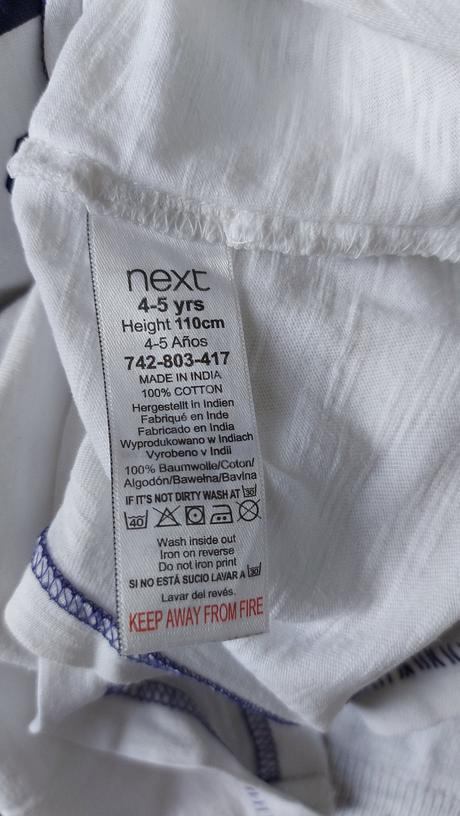 next
4-5 yrs
Height 110cm
4-5 Años
742-803-417
MADE IN INDIA
100% COTTON
Hergestellt in Indien
Fabriqué en Inde
Fabricado en India
Wyprodukowano w Indiach
Vyrobeno v Indii
100% Baumwolle/Coton/
Algodón/Bawełna/Bavlna
IF IT'S NOT DIRTY WASH AT 30
40
Wash inside out
Iron on reverse
Do not iron print
SI NO ESTÁ SUCIO LAVAR A 30
Lavar del revés.
KEEP AWAY FROM FIRE